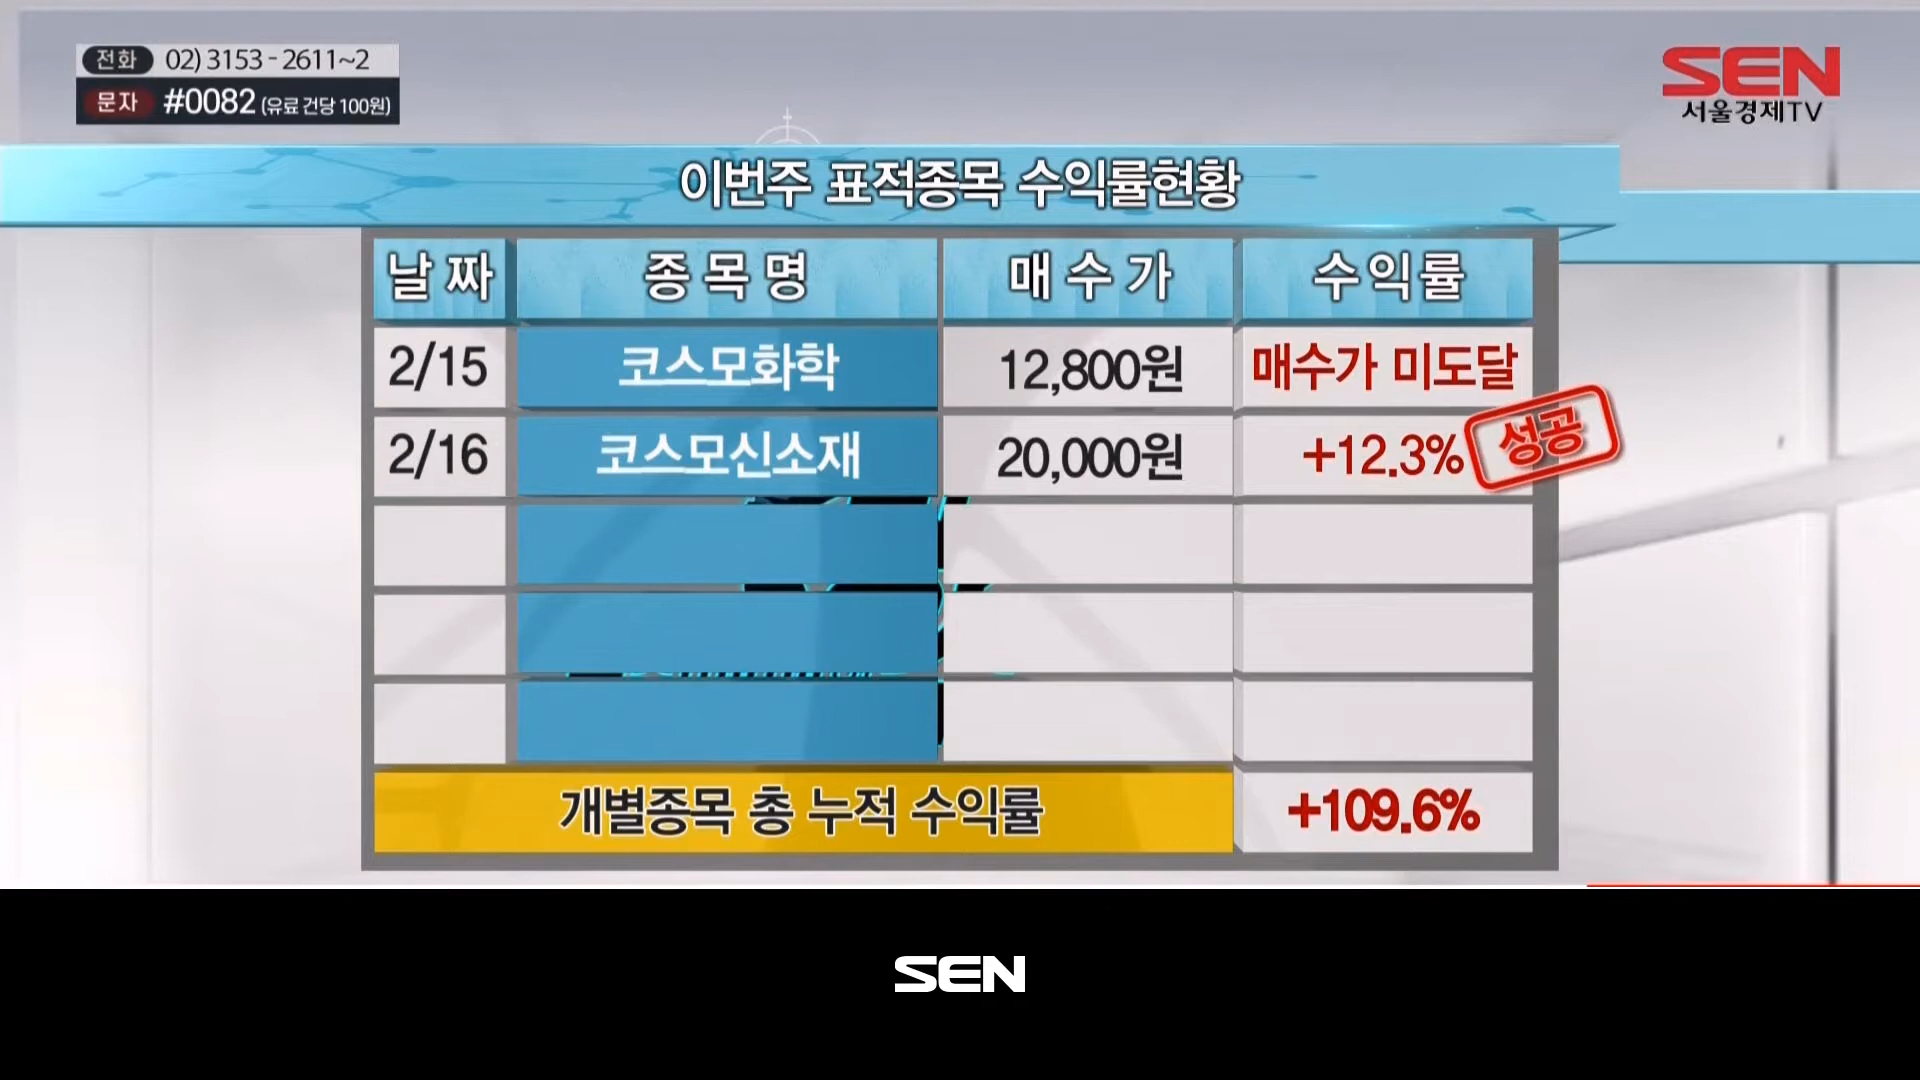 전화 02) 3153 - 2611~2
문자 #0082 (유료 건당 100원)
SEN
서울경제TV
이번주 표적종목 수익률현황
날짜 종목명 매수가 수익률
2/15 코스모화학 12,800원 매수가 미도달
2/16 코스모신소재 20,000원 +12.3% 성공
개별종목 총 누적 수익률 +109.6%
SEN